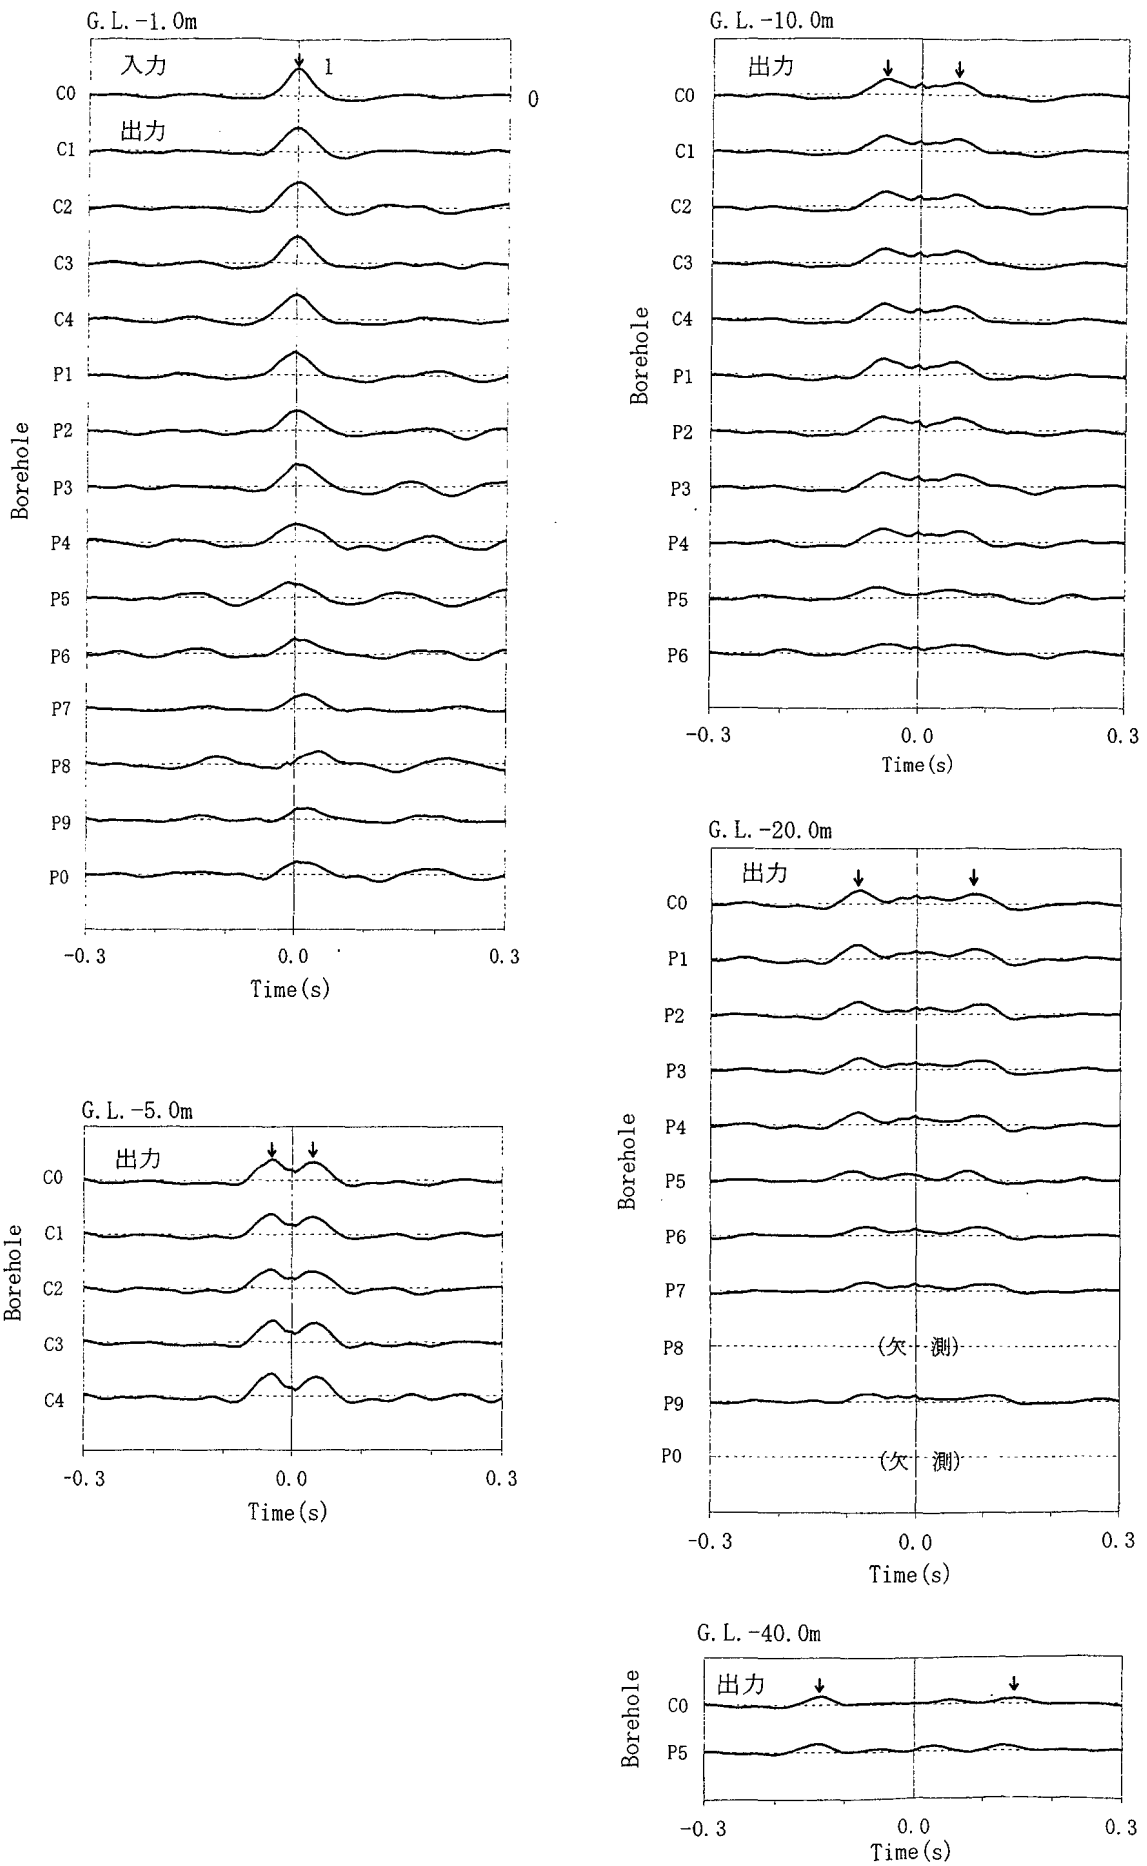 G.L.-1.0m
入力
1
C0
0
出力
C1
C2
C3
C4
P1
P2
P3
P4
P5
P6
P7
P8
P9
P0
Borehole
-0.3
0.0
0.3
Time(s)
G.L.-5.0m
出力
C0
C1
C2
C3
C4
Borehole
-0.3
0.0
0.3
Time(s)
G.L.-10.0m
出力
C0
C1
C2
C3
C4
P1
P2
P3
P4
P5
P6
Borehole
-0.3
0.0
0.3
Time(s)
G.L.-20.0m
出力
C0
P1
P2
P3
P4
P5
P6
P7
P8
(欠 測)
P9
P0
(欠 測)
Borehole
-0.3
0.0
0.3
Time(s)
G.L.-40.0m
出力
C0
P5
Borehole
-0.3
0.0
0.3
Time(s)